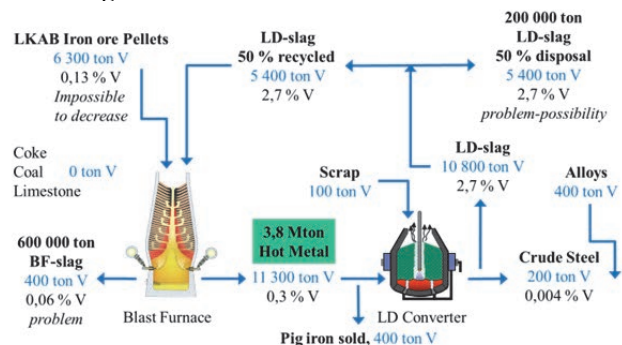 LKAB Iron ore Pellets
6 300 ton V
0,13 % V
Impossible
to decrease
LD-slag
50 % recycled
5 400 ton V
2,7 % V
200 000 ton
LD-slag
50 % disposal
5 400 ton V
2,7 % V
problem-possibility
Coke
Coal 0 ton V
Limestone
Scrap
100 ton V
LD-slag
10 800 ton V
2,7 % V
Alloys
400 ton V
600 000 ton
BF-slag
400 ton V
0,06 % V
problem
Blast Furnace
3,8 Mton
Hot Metal
11 300 ton V
0,3 % V
LD Converter
Crude Steel
200 ton V
0,004 % V
Pig iron sold, 400 ton V